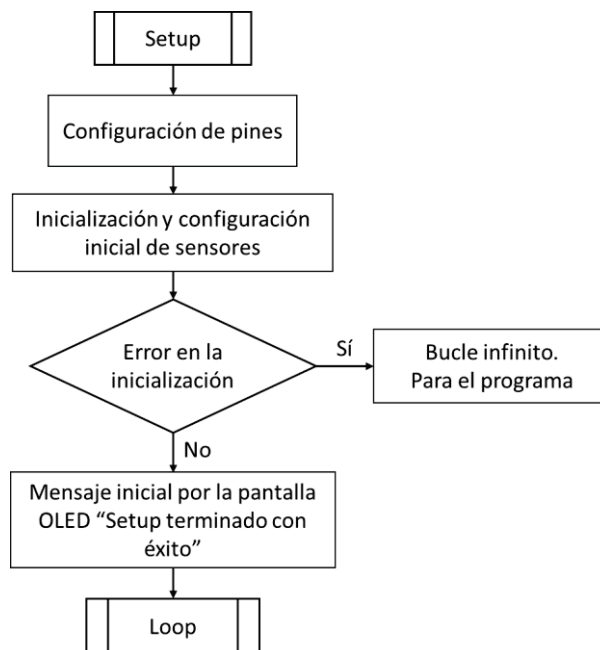 Setup
Configuración de pines
Inicialización y configuración
inicial de sensores
Error en la
inicialización
Sí
Bucle infinito.
Para el programa
No
Mensaje inicial por la pantalla
OLED “Setup terminado con
éxito”
Loop